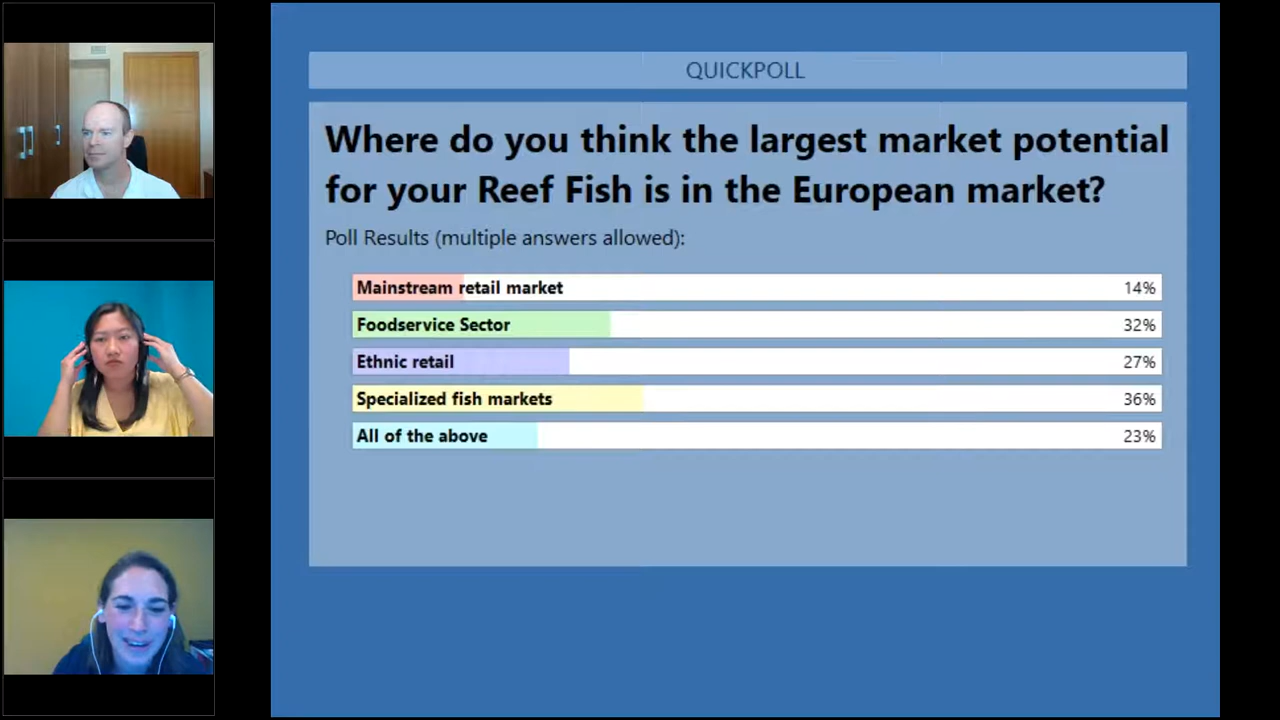 QUICKPOLL
Where do you think the largest market potential
for your Reef Fish is in the European market?
Poll Results (multiple answers allowed):
Mainstream retail market 14%
Foodservice Sector 32%
Ethnic retail 27%
Specialized fish markets 36%
All of the above 23%